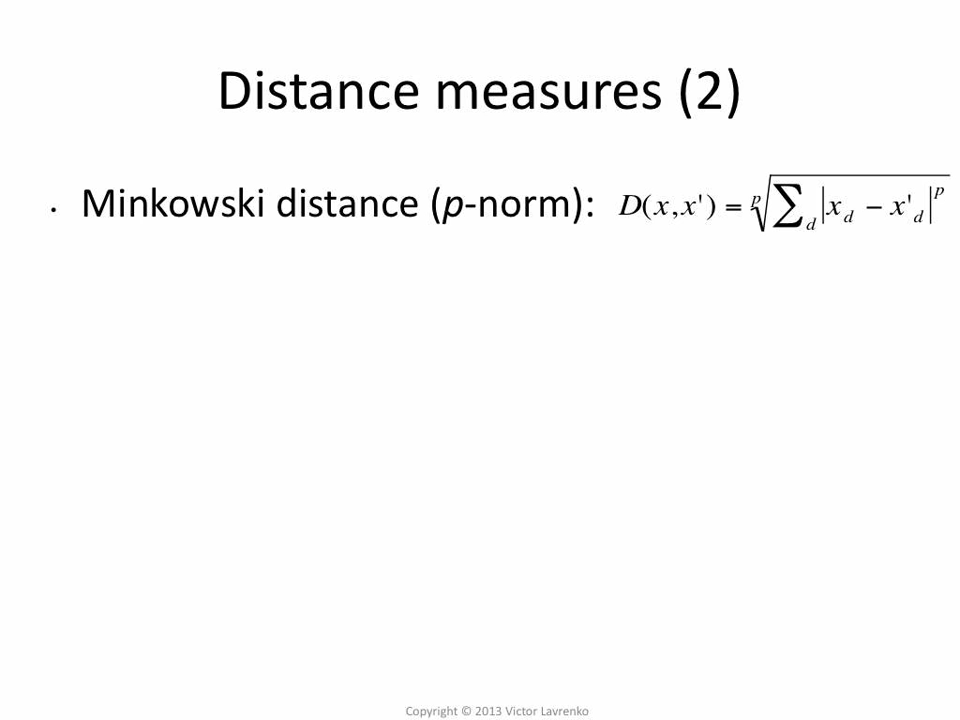 Distance measures (2)
• Minkowski distance (p-norm): D(x,x') = ᵖ√∑_d |x_d − x'_d|^p
Copyright © 2013 Victor Lavrenko